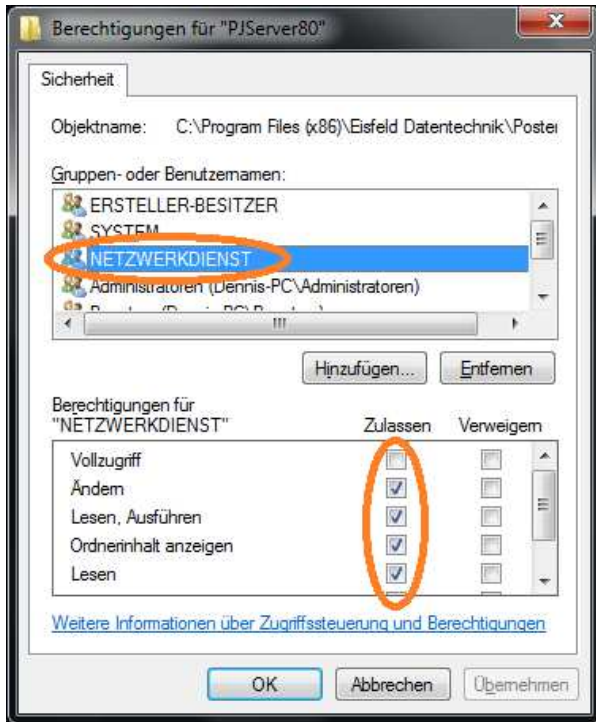 Berechtigungen für "PJServer80"
Sicherheit
Objektname: C:\Program Files (x86)\Eisfeld Datentechnik\Poster
Gruppen- oder Benutzernamen:
ERSTELLER-BESITZER
SYSTEM
NETZWERKDIENST
Administratoren (Dennis-PC\Administratoren)
Hinzufügen... Entfernen
Berechtigungen für
"NETZWERKDIENST" Zulassen Verweigern
Vollzugriff
Ändern
Lesen, Ausführen
Ordnerinhalt anzeigen
Lesen
Weitere Informationen über Zugriffssteuerung und Berechtigungen
OK Abbrechen Übernehmen